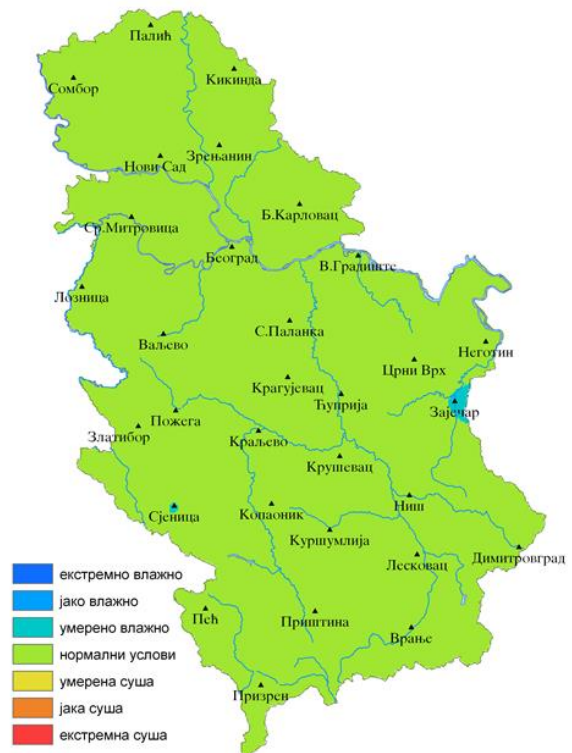 Палић
Кикинда
Сомбор
Зрењанин
Нови Сад
Б.Карловац
Ср.Митровица
Београд
В.Градиште
Лозница
С.Паланка
Ваљево
Неготин
Црни Врх
Крагујевац
Ћуприја
Зајечар
Пожега
Златибор
Краљево
Крушевац
Ниш
Сјеница
Копаоник
Куршумлија
Димитровград
Лесковац
Пећ
Приштина
Врање
Призрен
екстремно влажно
јако влажно
умерено влажно
нормални услови
умерена суша
јака суша
екстремна суша